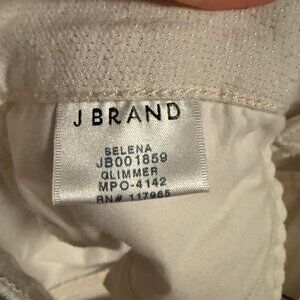 J BRAND
SELENA
JB001859
GLIMMER
MPO-4142
RN# 117965